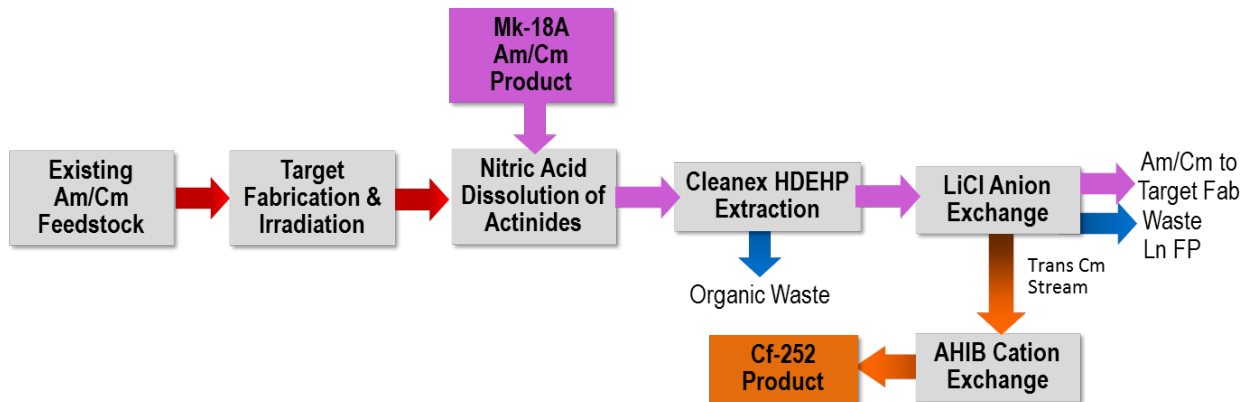 Mk-18A
Am/Cm
Product
Existing
Am/Cm
Feedstock
Target
Fabrication &
Irradiation
Nitric Acid
Dissolution of
Actinides
Cleanex HDEHP
Extraction
LiCl Anion
Exchange
Am/Cm to
Target Fab
Waste
Ln FP
Organic Waste
Trans Cm
Stream
Cf-252
Product
AHIB Cation
Exchange